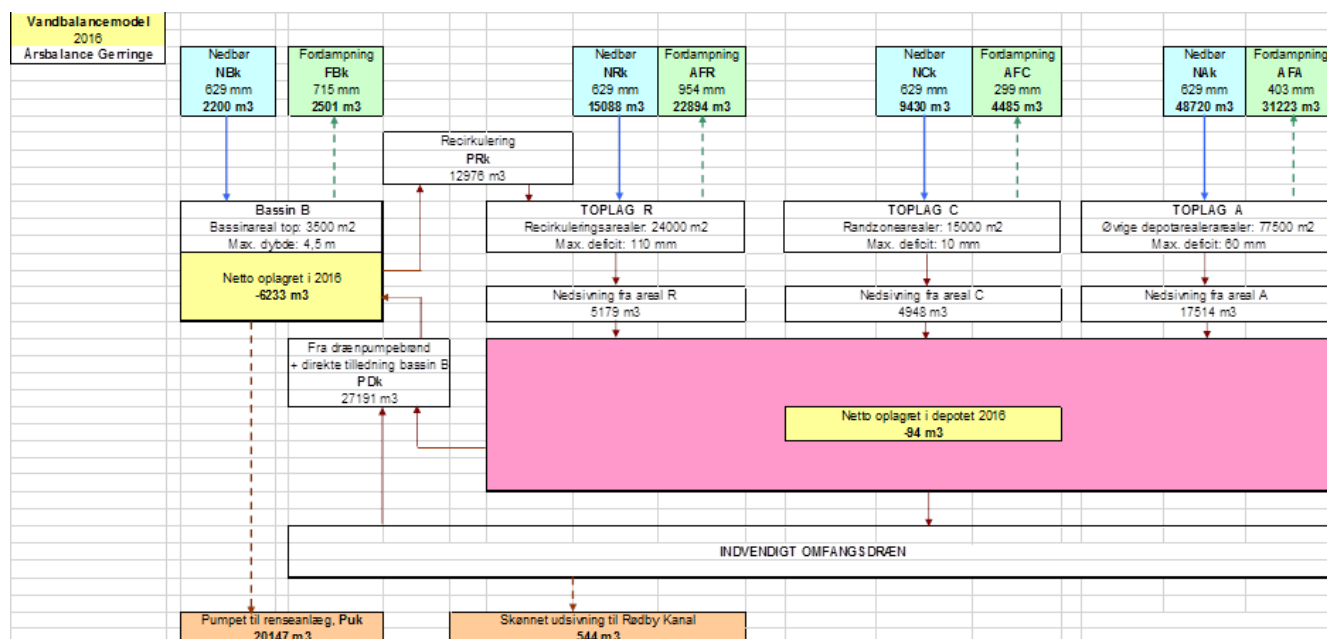 Vandbalancemodel
2016
Årsbalance Gerringe
Nedbør
NBk
629 mm
2200 m3
Fordampning
FBk
715 mm
2501 m3
Nedbør
NRk
629 mm
15088 m3
Fordampning
AFR
954 mm
22894 m3
Nedbør
NCk
629 mm
9430 m3
Fordampning
AFC
299 mm
4485 m3
Nedbør
NAk
629 mm
48720 m3
Fordampning
AFA
403 mm
31223 m3
Recirkulering
PRk
12976 m3
Bassin B
Bassinareal top: 3500 m2
Max. dybde: 4,5 m
Netto oplagret i 2016
-6233 m3
TOPLAG R
Recirkuleringsarealer: 24000 m2
Max. deficit: 110 mm
TOPLAG C
Randzonearealer: 15000 m2
Max. deficit: 10 mm
TOPLAG A
Øvrige depotarealerarealer: 77500 m2
Max. deficit: 60 mm
Nedsivning fra areal R
5179 m3
Nedsivning fra areal C
4948 m3
Nedsivning fra areal A
17514 m3
Fra drænpumpebrønd
+ direkte tilledning bassin B
PDk
27191 m3
Netto oplagret i depotet 2016
-94 m3
INDVENDIGT OMFANGSDRÆN
Pumpet til renseanlæg, Puk
20147 m3
Skønnet udsivning til Rødby Kanal
544 m3